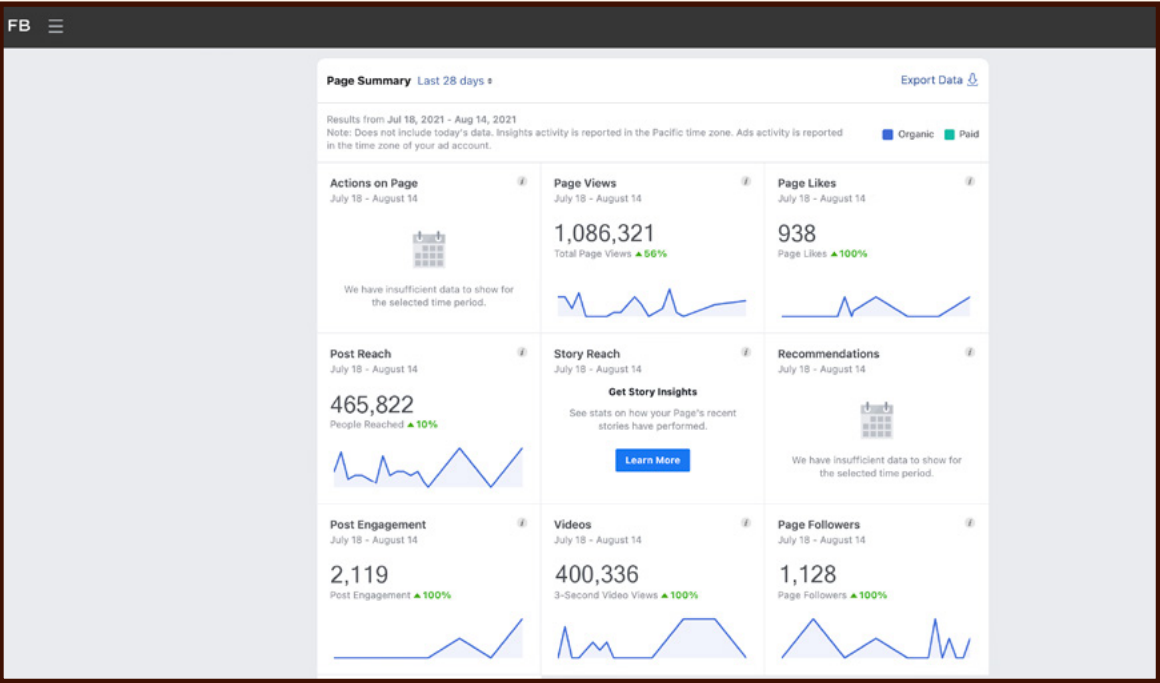 FB
Page Summary Last 28 days
Export Data
Results from Jul 18, 2021 - Aug 14, 2021
Note: Does not include today's data. Insights activity is reported in the Pacific time zone. Ads activity is reported
in the time zone of your ad account.
Organic Paid
Actions on Page
July 18 - August 14
We have insufficient data to show for
the selected time period.
Page Views
July 18 - August 14
1,086,321
Total Page Views ▲56%
Page Likes
July 18 - August 14
938
Page Likes ▲100%
Post Reach
July 18 - August 14
465,822
People Reached ▲10%
Story Reach
July 18 - August 14
Get Story Insights
See stats on how your Page's recent
stories have performed.
Learn More
Recommendations
July 18 - August 14
We have insufficient data to show for
the selected time period.
Post Engagement
July 18 - August 14
2,119
Post Engagement ▲100%
Videos
July 18 - August 14
400,336
3-Second Video Views ▲100%
Page Followers
July 18 - August 14
1,128
Page Followers ▲100%